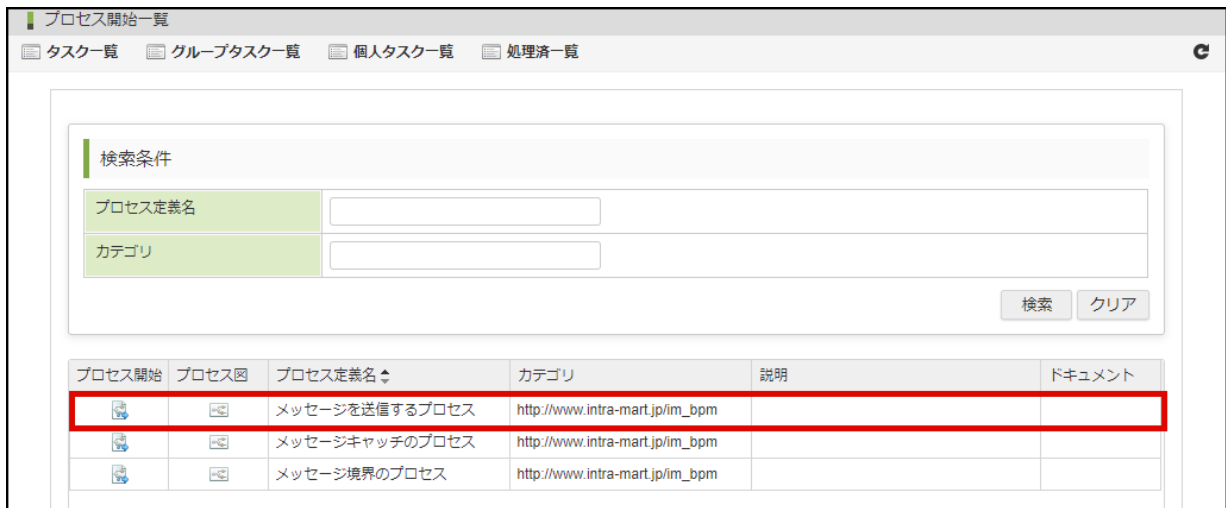 プロセス開始一覧
タスク一覧 グループタスク一覧 個人タスク一覧 処理済一覧
検索条件
プロセス定義名
カテゴリ
検索 クリア
プロセス開始 プロセス図 プロセス定義名 カテゴリ 説明 ドキュメント
メッセージを送信するプロセス http://www.intra-mart.jp/im_bpm
メッセージキャッチのプロセス http://www.intra-mart.jp/im_bpm
メッセージ境界のプロセス http://www.intra-mart.jp/im_bpm